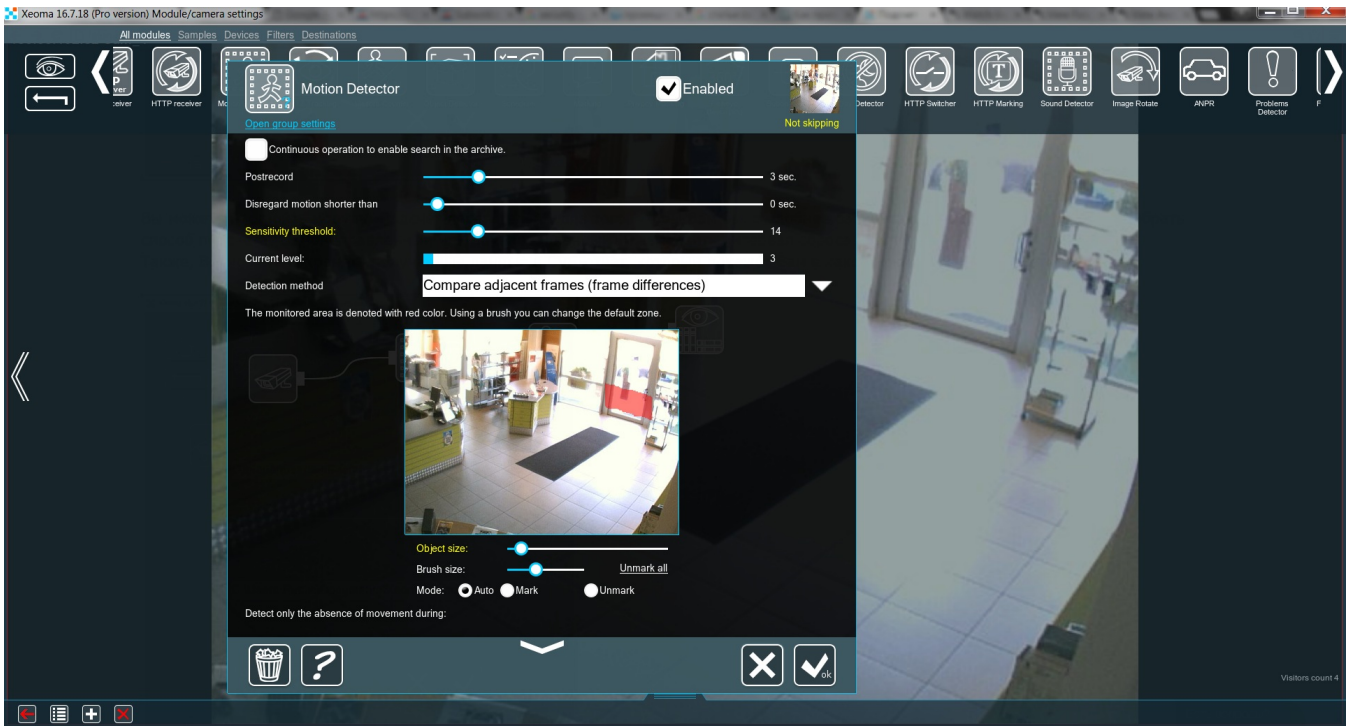 Xeoma 16.7.18 (Pro version) Module/camera settings
All modules Samples Devices Filters Destinations
HTTP receiver
Detector
HTTP Switcher
HTTP Marking
Sound Detector
Image Rotate
ANPR
Problems Detector
F
Motion Detector
Enabled
Open group settings
Not skipping
Continuous operation to enable search in the archive.
Postrecord
3 sec.
Disregard motion shorter than
0 sec.
Sensitivity threshold:
14
Current level:
3
Detection method
Compare adjacent frames (frame differences)
The monitored area is denoted with red color. Using a brush you can change the default zone.
Object size:
Brush size:
Unmark all
Mode: Auto Mark Unmark
Detect only the absence of movement during:
ok
Visitors count 4